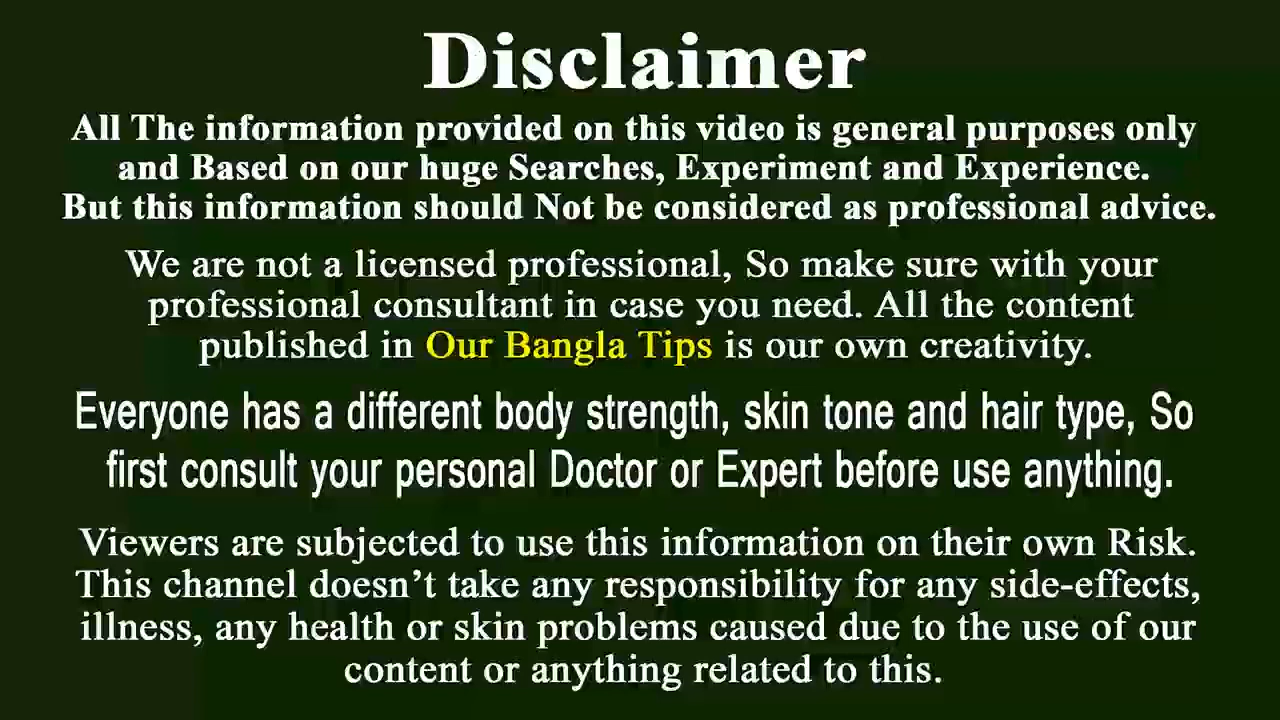 Disclaimer
All The information provided on this video is general purposes only
and Based on our huge Searches, Experiment and Experience.
But this information should Not be considered as professional advice.
We are not a licensed professional, So make sure with your
professional consultant in case you need. All the content
published in Our Bangla Tips is our own creativity.
Everyone has a different body strength, skin tone and hair type, So
first consult your personal Doctor or Expert before use anything.
Viewers are subjected to use this information on their own Risk.
This channel doesn’t take any responsibility for any side-effects,
illness, any health or skin problems caused due to the use of our
content or anything related to this.